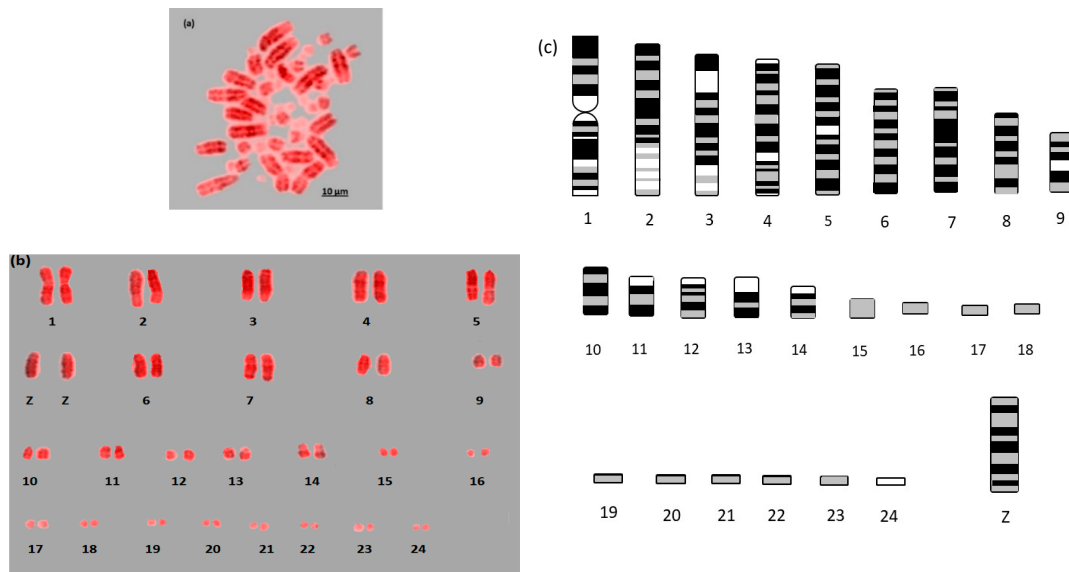 (a)
10 µm
(b)
1 2 3 4 5
Z Z 6 7 8 9
10 11 12 13 14 15 16
17 18 19 20 21 22 23 24
(c)
1 2 3 4 5 6 7 8 9
10 11 12 13 14 15 16 17 18
19 20 21 22 23 24 Z